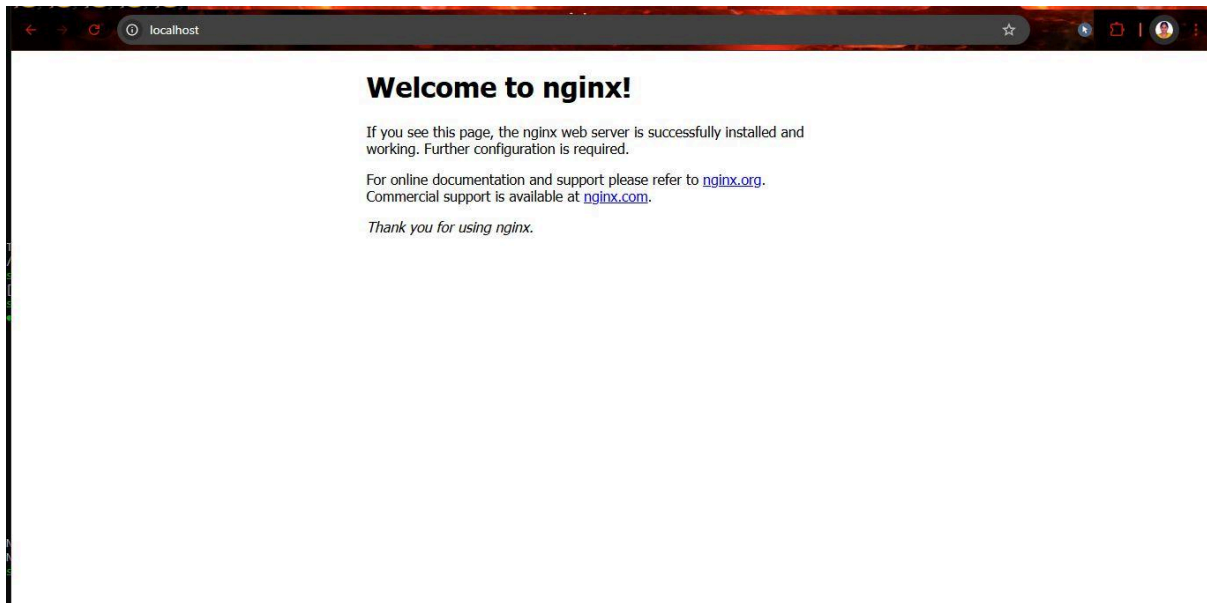 localhost
Welcome to nginx!
If you see this page, the nginx web server is successfully installed and
working. Further configuration is required.
For online documentation and support please refer to nginx.org.
Commercial support is available at nginx.com.
Thank you for using nginx.